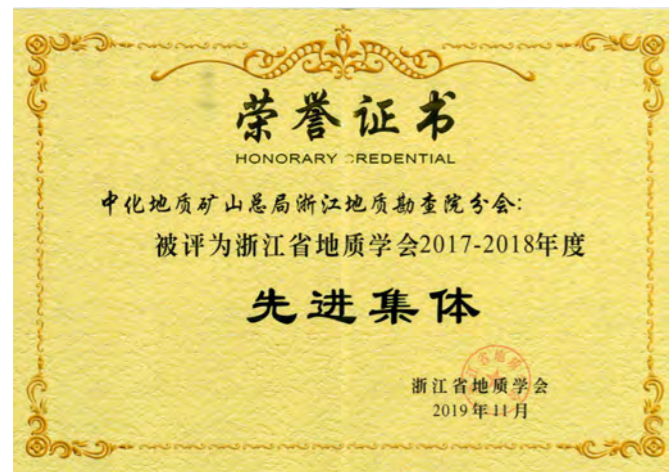 荣誉证书
HONORARY CREDENTIAL
中化地质矿山总局浙江地质勘查院分会:
被评为浙江省地质学会2017-2018年度
先进集体
浙江省地质学会
2019年11月